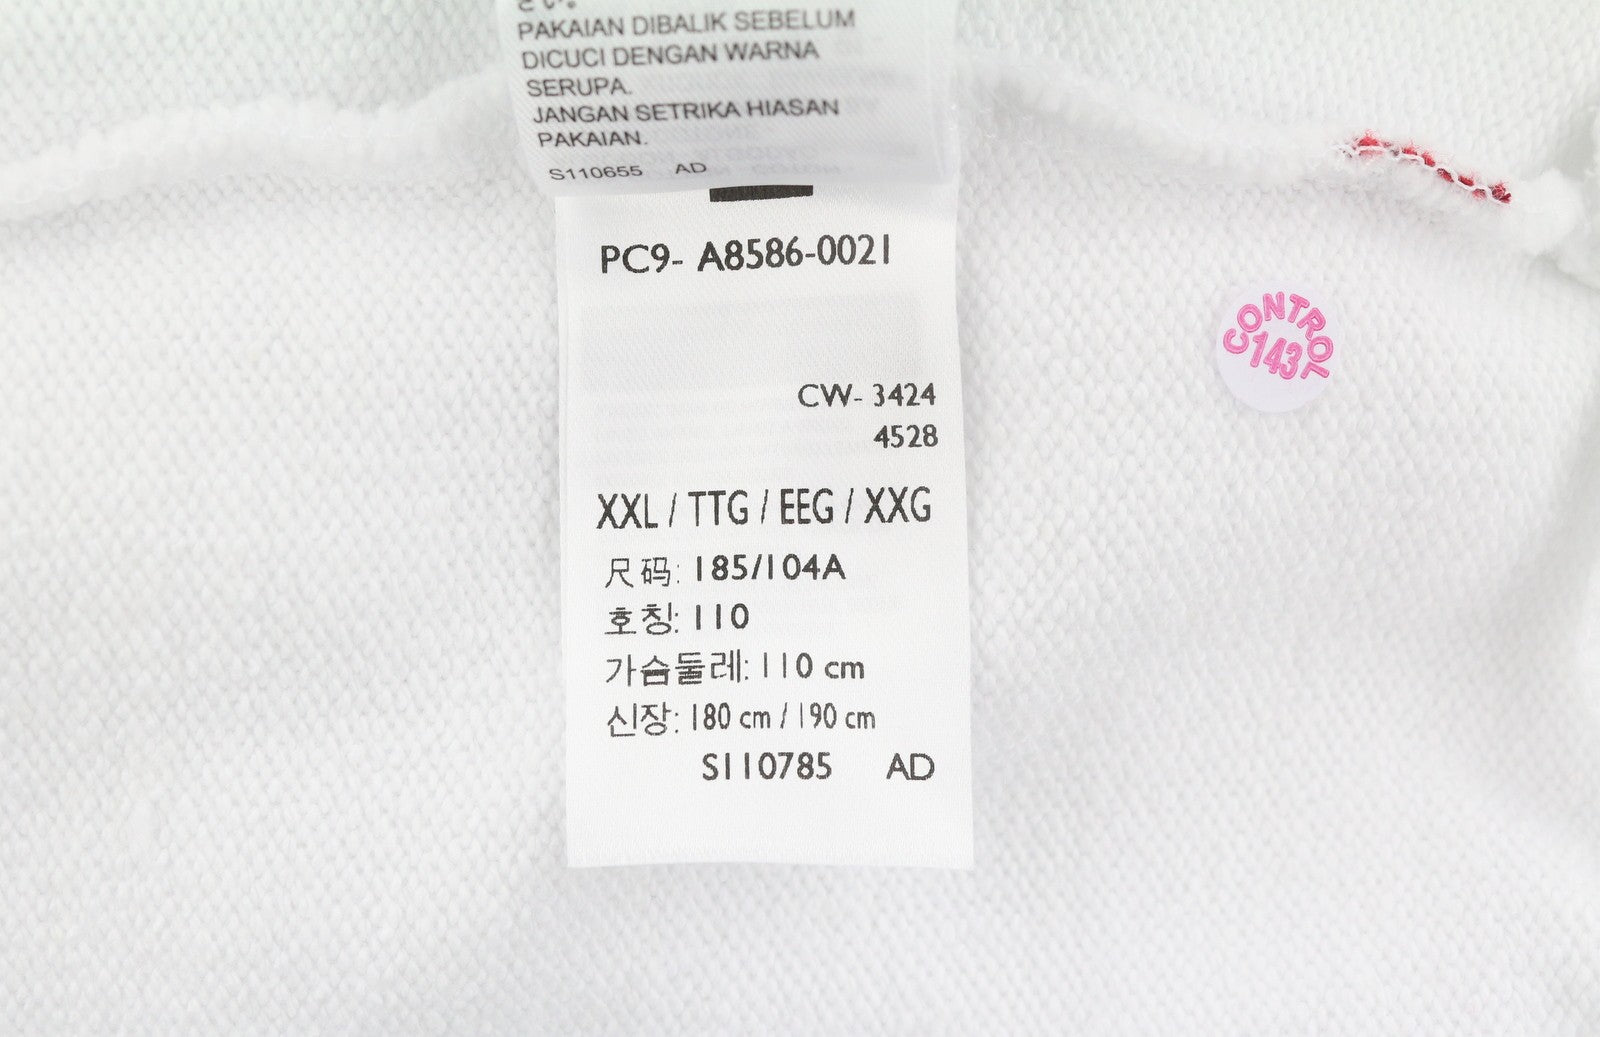 PAKAIAN DIBALIK SEBELUM
DICUCI DENGAN WARNA
SERUPA.
JANGAN SETRIKA HIASAN
PAKAIAN.
S110655 AD
PC9- A8586-0021
CW- 3424
4528
XXL / TTG / EEG / XXG
尺码: 185/104A
호칭: 110
가슴둘레: 110 cm
신장: 180 cm / 190 cm
S110785 AD
CONTROL
143